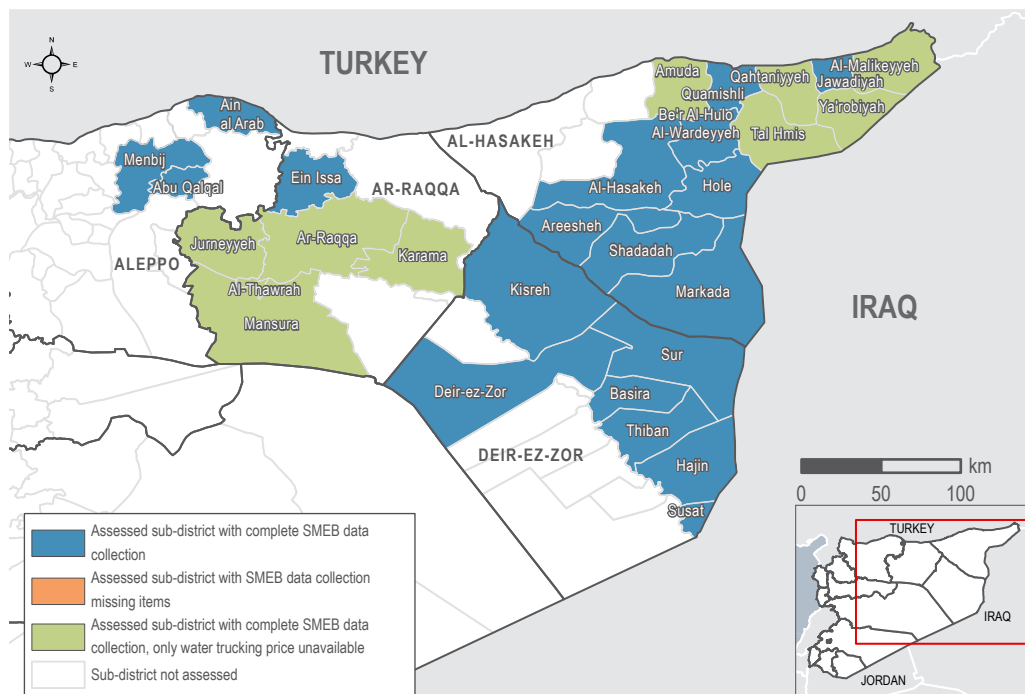 N
W E
S
TURKEY
Ain
al Arab
Menbij
Abu Qalqal
Ein Issa
AL-HASAKEH
AR-RAQQA
ALEPPO
Jurneyyeh
Ar-Raqqa
Karama
Al-Thawrah
Mansura
Amuda
Quamishli
Qahtaniyyeh
Al-Malikeyyeh
Jawadiyah
Ya'robiyah
Be'r Al-Hulo
Al-Wardeyyeh
Tal Hmis
Al-Hasakeh
Hole
Areesheh
Shadadah
Markada
Kisreh
IRAQ
Sur
Deir-ez-Zor
Basira
Thiban
DEIR-EZ-ZOR
Hajin
Susat
km
0 50 100
Assessed sub-district with complete SMEB data
collection
Assessed sub-district with SMEB data collection
missing items
Assessed sub-district with complete SMEB data
collection, only water trucking price unavailable
Sub-district not assessed
TURKEY
IRAQ
JORDAN